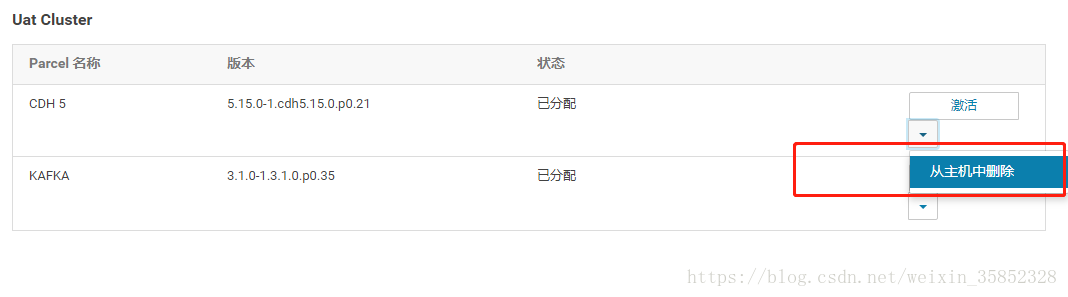 Uat Cluster
Parcel 名称 版本 状态
CDH 5 5.15.0-1.cdh5.15.0.p0.21 已分配 激活
KAFKA 3.1.0-1.3.1.0.p0.35 已分配 从主机中删除
https://blog.csdn.net/weixin_35852328